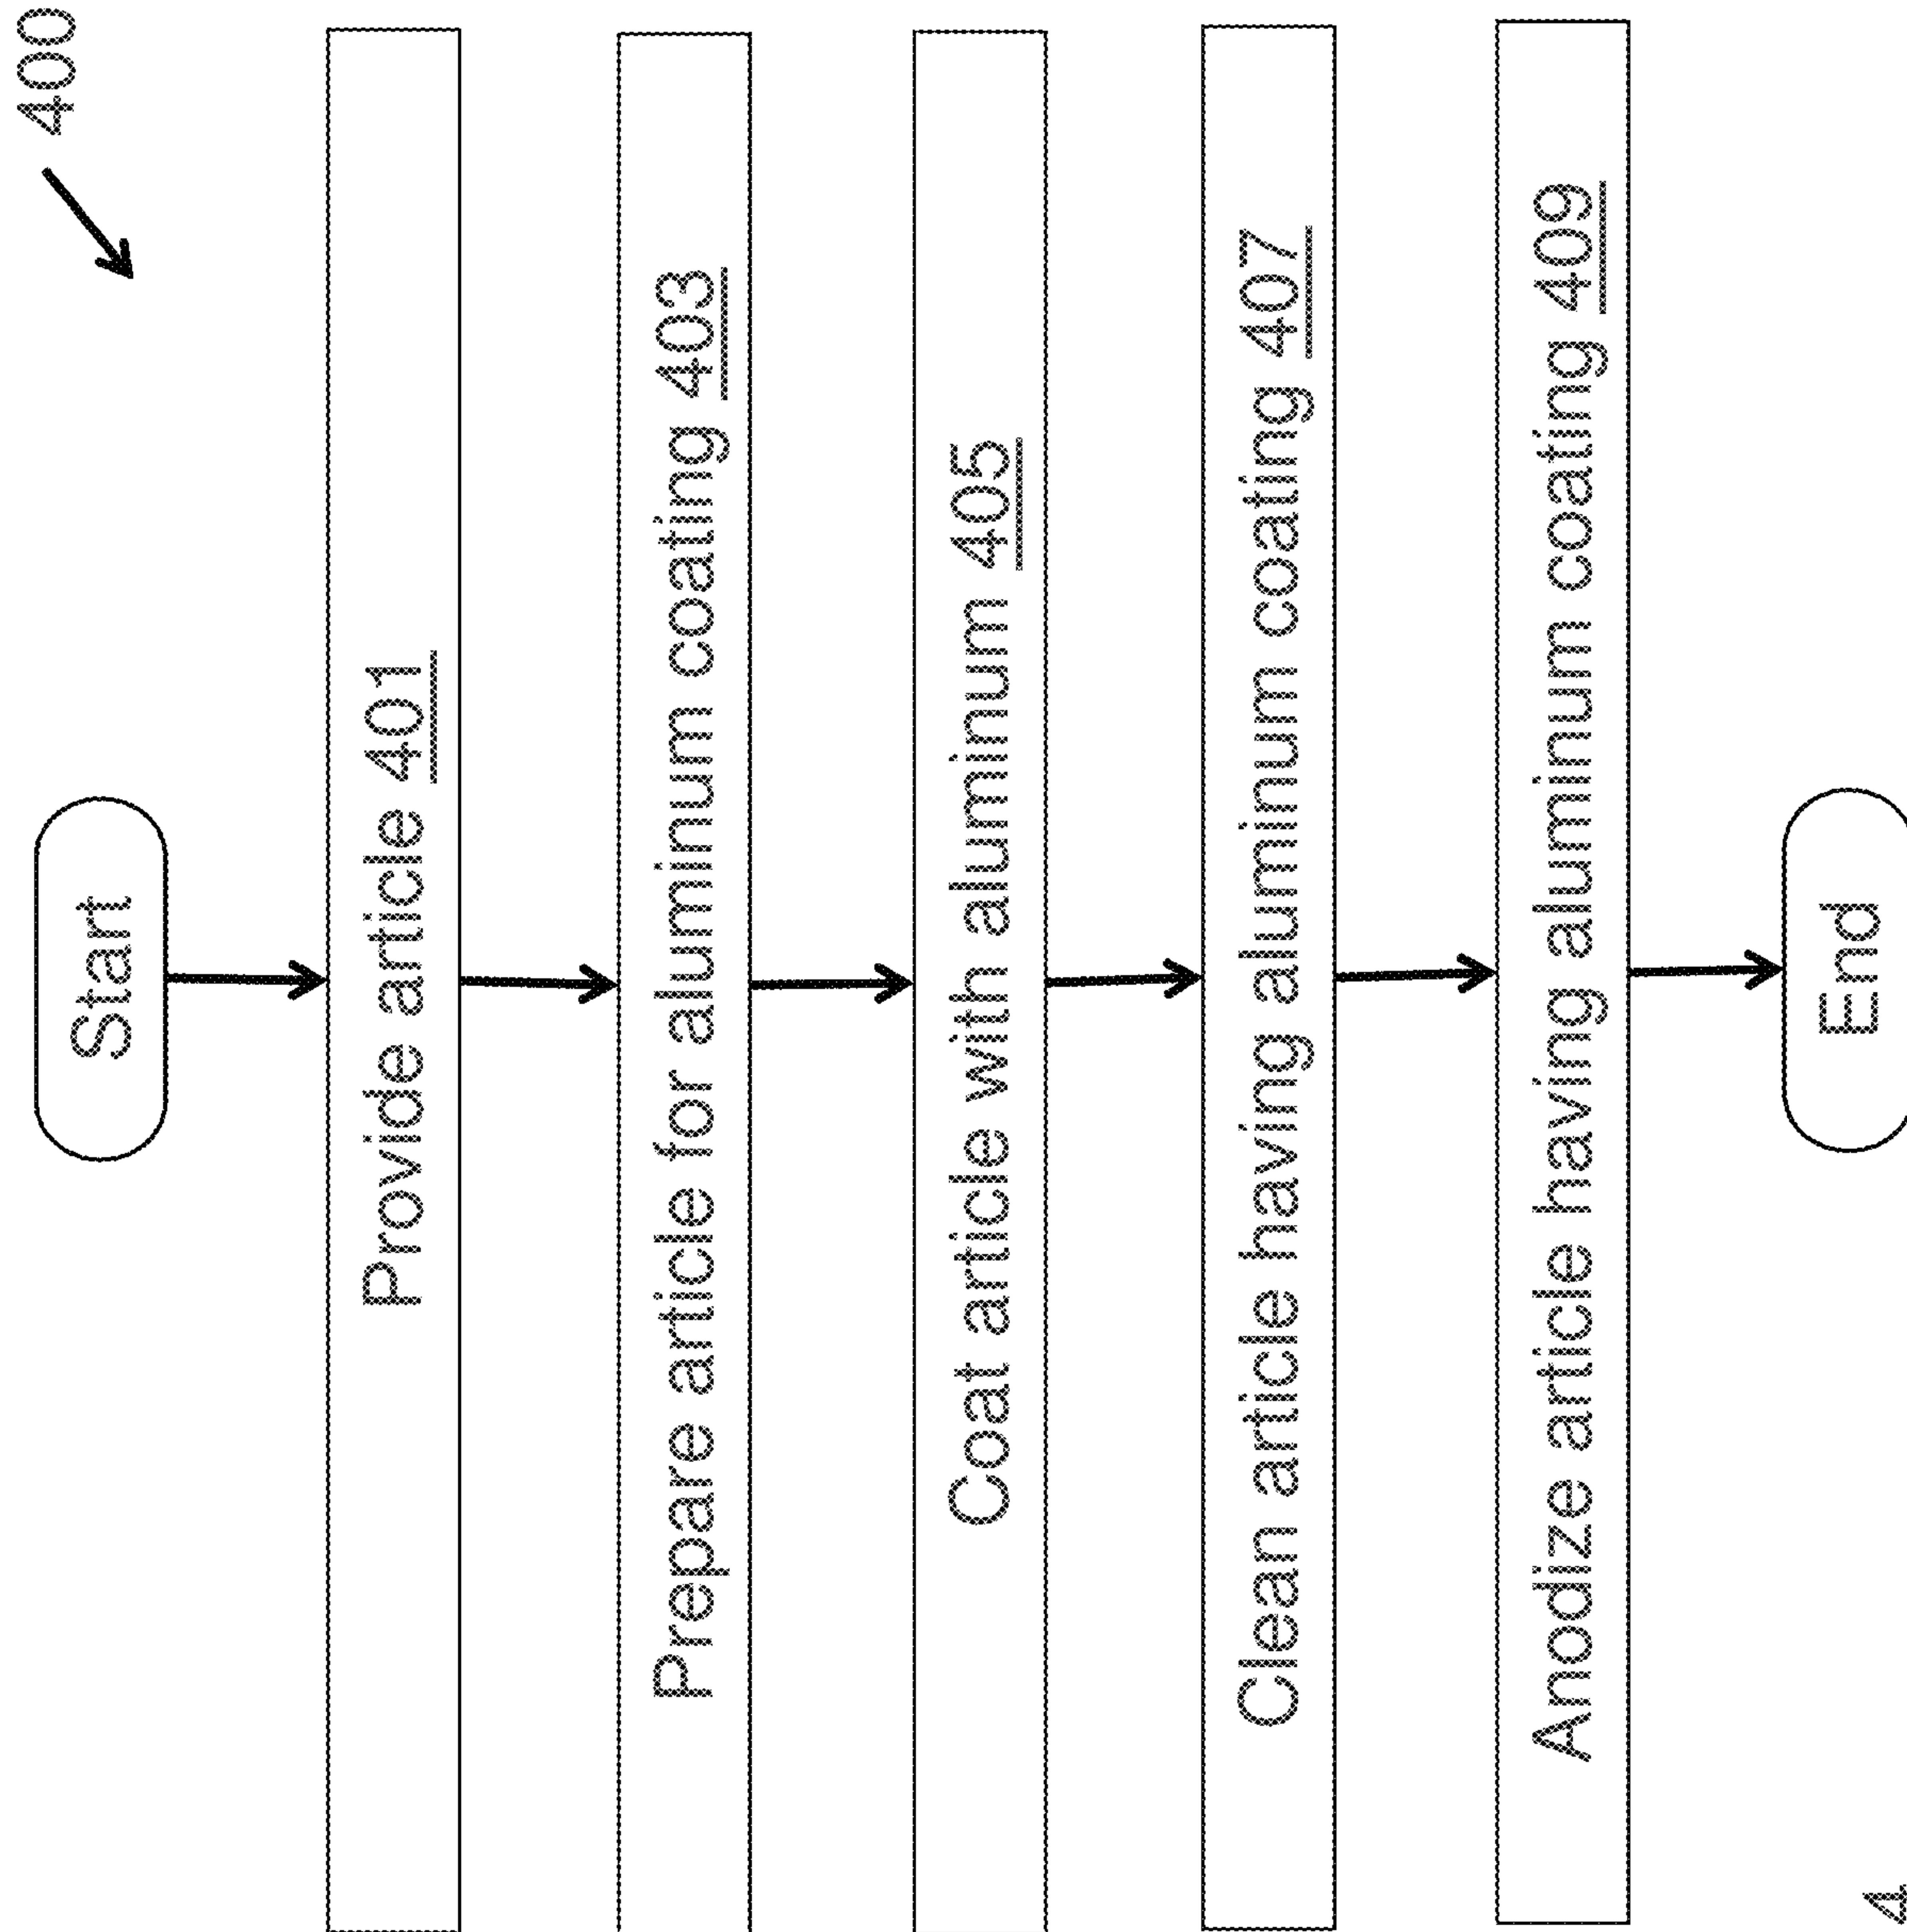 400
Start
Provide article 401
Prepare article for aluminum coating 403
Coat article with aluminum 405
Clean article having aluminum coating 407
Anodize article having aluminum coating 409
End
4